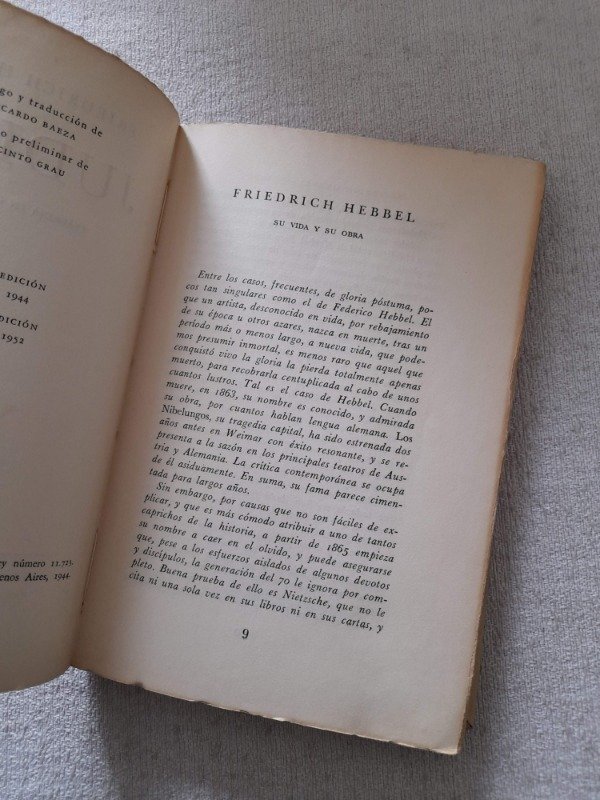 go y traducción de
CARDO BAEZA
o preliminar de
CINTO GRAU
EDICIÓN
1944
DICIÓN
1952
ey número 11.723.
enos Aires, 1944.
FRIEDRICH HEBBEL
SU VIDA Y SU OBRA
Entre los casos, frecuentes, de gloria póstuma, po-
cos tan singulares como el de Federico Hebbel. El
que un artista, desconocido en vida, por rebajamiento
de su época u otros azares, nazca en muerte, tras un
período más o menos largo, a nueva vida, que pode-
mos presumir inmortal, es menos raro que aquel que
conquistó vivo la gloria la pierda totalmente apenas
muerto, para recobrarla centuplicada al cabo de unos
cuantos lustros. Tal es el caso de Hebbel. Cuando
muere, en 1863, su nombre es conocido, y admirada
su obra, por cuantos hablan lengua alemana. Los
Nibelungos, su tragedia capital, ha sido estrenada dos
años antes en Weimar con éxito resonante, y se re-
presenta a la sazón en los principales teatros de Aus-
tria y Alemania. La crítica contemporánea se ocupa
de él asiduamente. En suma, su fama parece cimen-
tada para largos años.
Sin embargo, por causas que no son fáciles de ex-
plicar, y que es más cómodo atribuir a uno de tantos
caprichos de la historia, a partir de 1865 empieza
su nombre a caer en el olvido, y puede asegurarse
que, pese a los esfuerzos aislados de algunos devotos
y discípulos, la generación del 70 le ignora por com-
pleto. Buena prueba de ello es Nietzsche, que no le
cita ni una sola vez en sus libros ni en sus cartas, y
9